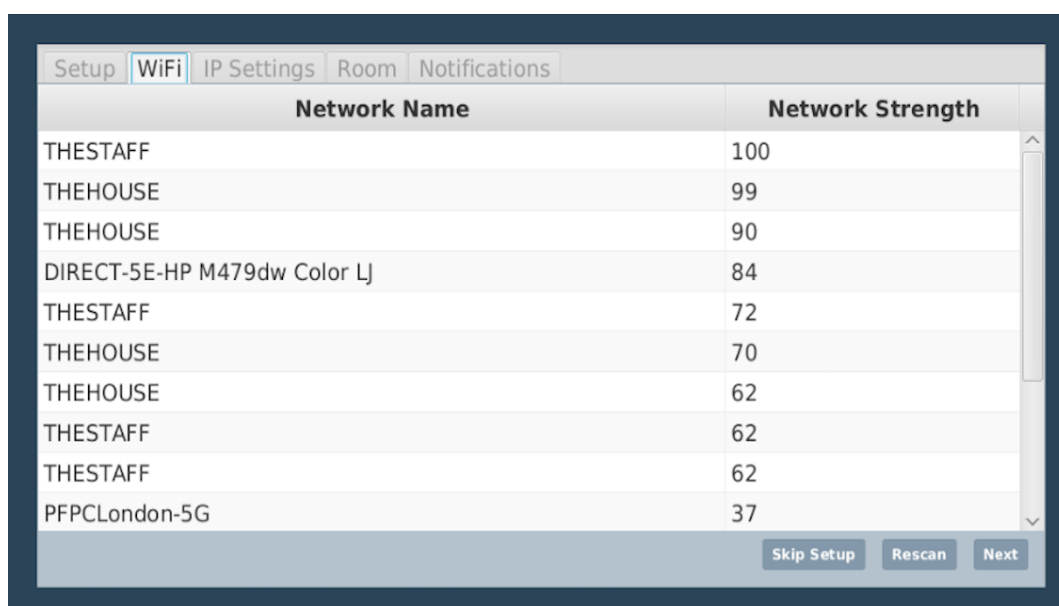 Setup WiFi IP Settings Room Notifications
Network Name Network Strength
THESTAFF 100
THEHOUSE 99
THEHOUSE 90
DIRECT-5E-HP M479dw Color LJ 84
THESTAFF 72
THEHOUSE 70
THEHOUSE 62
THESTAFF 62
THESTAFF 62
PFPCLondon-5G 37
Skip Setup Rescan Next